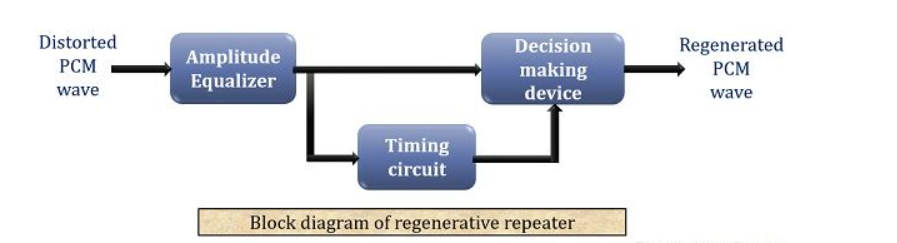 Distorted
PCM
wave
Amplitude
Equalizer
Decision
making
device
Regenerated
PCM
wave
Timing
circuit
Block diagram of regenerative repeater